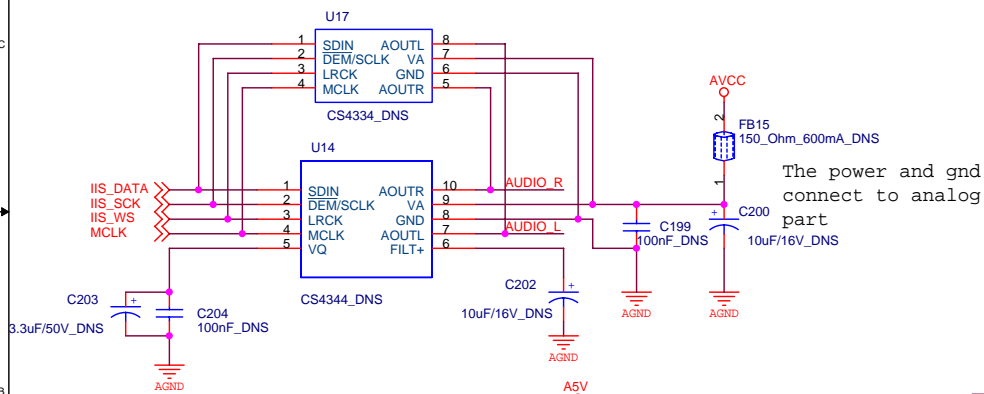 C
U17
1 SDIN AOUTL 8
2 DEM/SCLK VA 7
3 LRCK GND 6
4 MCLK AOUTR 5
CS4334_DNS
AVCC
2
FB15
150_Ohm_600mA_DNS
1
The power and gnd
connect to analog
part
U14
IIS_DATA 1 SDIN AOUTR 10 AUDIO_R
IIS_SCK 2 DEM/SCLK VA 9
IIS_WS 3 LRCK GND 8
MCLK 4 MCLK AOUTL 7 AUDIO_L
5 VQ FILT+ 6
CS4344_DNS
+ C200
10uF/16V_DNS
C199
100nF_DNS
AGND
AGND
C202 +
10uF/16V_DNS
AGND
C203 +
3.3uF/50V_DNS
C204
100nF_DNS
AGND
A5V
B